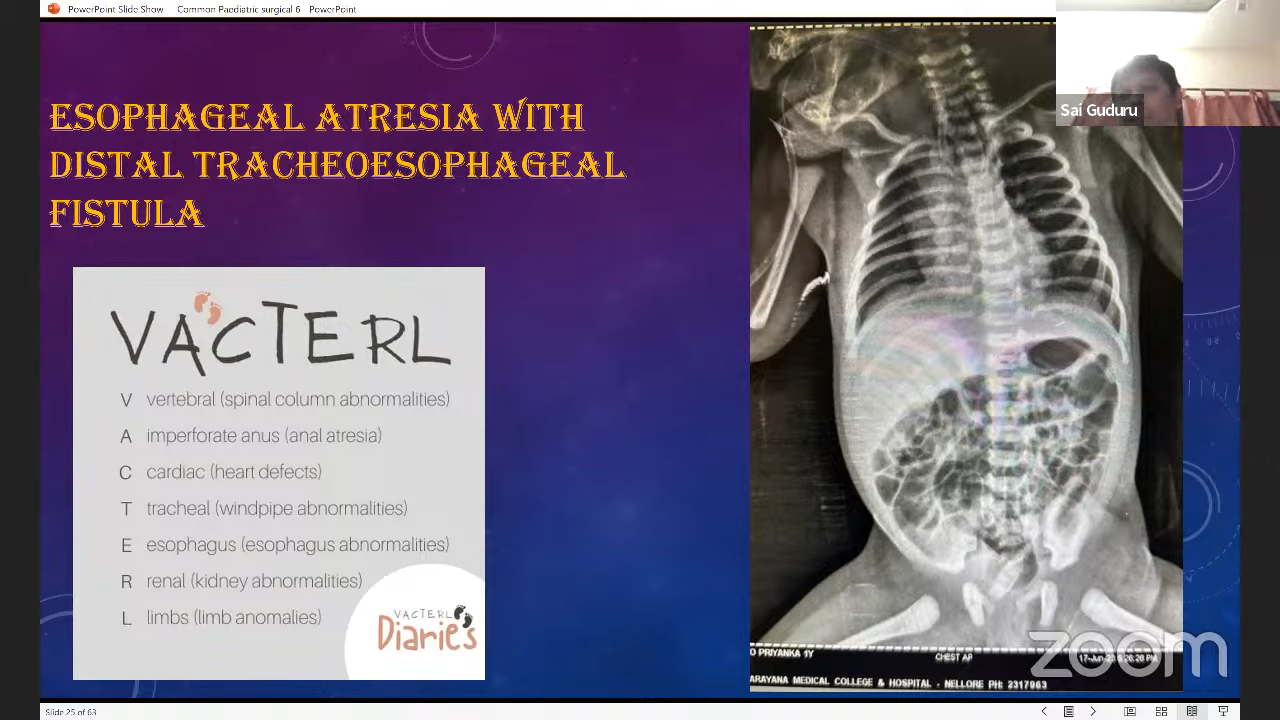 PowerPoint Slide Show - Common Paediatric surgical 6 - PowerPoint
Sai Guduru
ESOPHAGEAL ATRESIA WITH
DISTAL TRACHEOESOPHAGEAL
FISTULA
VACTERL
V vertebral (spinal column abnormalities)
A imperforate anus (anal atresia)
C cardiac (heart defects)
T tracheal (windpipe abnormalities)
E esophagus (esophagus abnormalities)
R renal (kidney abnormalities)
L limbs (limb anomalies)
VACTERL
Diaries
O PRIYANKA 1Y
CHEST AP
17-Jun-
ARAYANA MEDICAL COLLEGE & HOSPITAL - NELLORE PH: 2317963
zoom
Slide 25 of 63